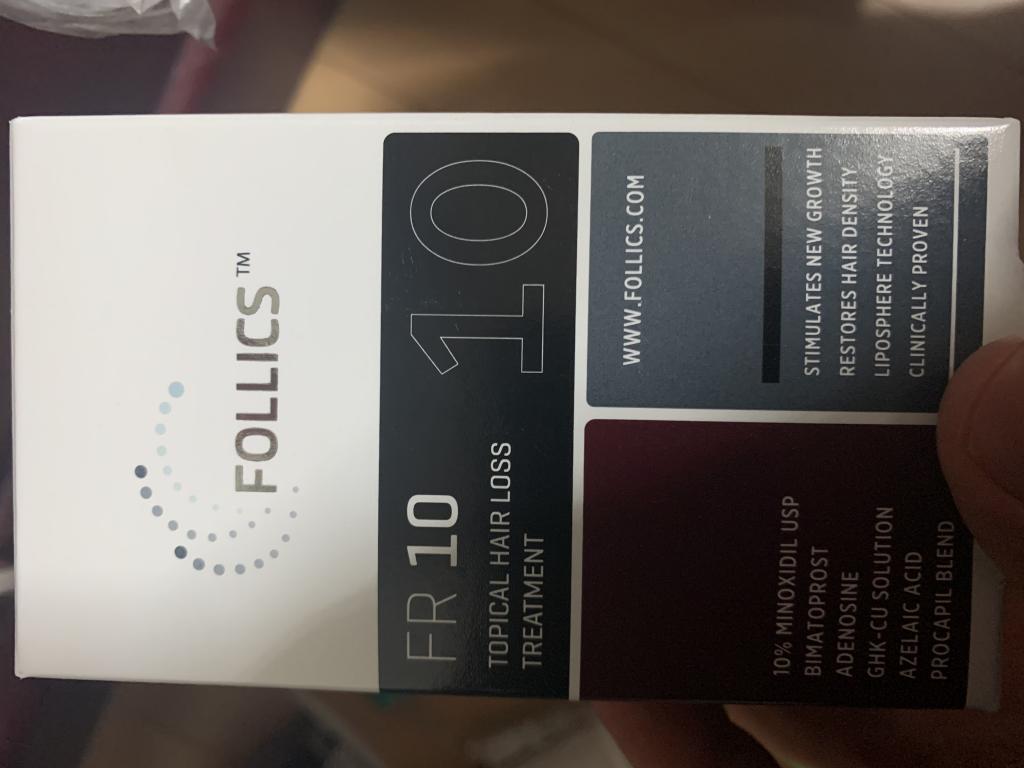 FOLLICS™
FR 10
TOPICAL HAIR LOSS
TREATMENT
10
10% MINOXIDIL USP
BIMATOPROST
ADENOSINE
GHK-CU SOLUTION
AZELAIC ACID
PROCAPIL BLEND
WWW.FOLLICS.COM
STIMULATES NEW GROWTH
RESTORES HAIR DENSITY
LIPOSPHERE TECHNOLOGY
CLINICALLY PROVEN